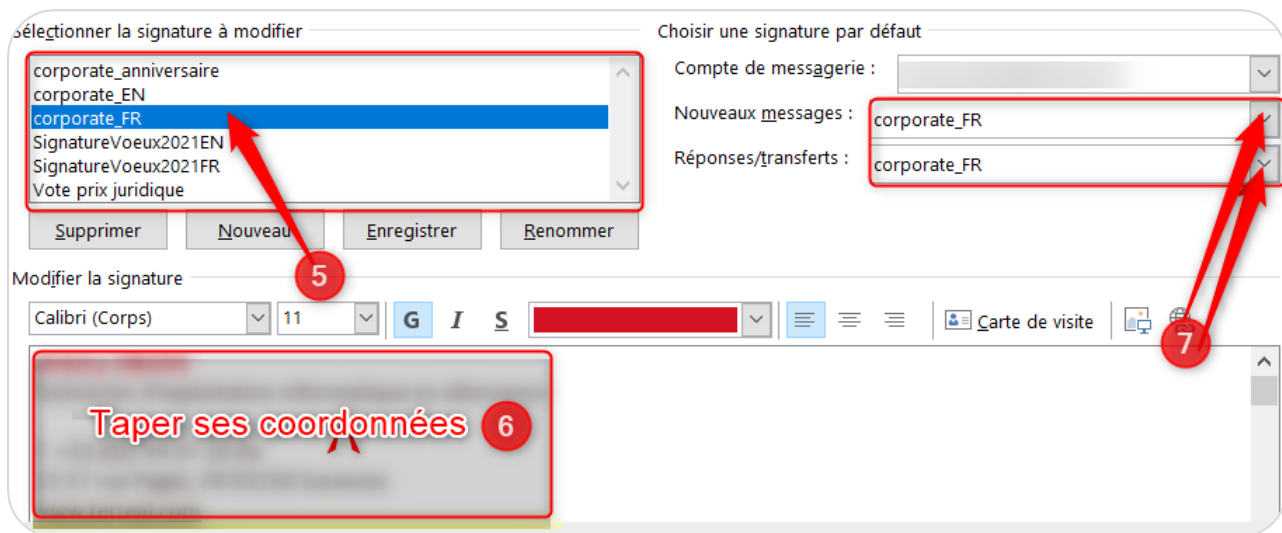 Sélectionner la signature à modifier
corporate_anniversaire
corporate_EN
corporate_FR
SignatureVoeux2021EN
SignatureVoeux2021FR
Vote prix juridique
Supprimer Nouveau Enregistrer Renommer
5
Choisir une signature par défaut
Compte de messagerie :
Nouveaux messages : corporate_FR
Réponses/transferts : corporate_FR
Modifier la signature
Calibri (Corps) 11 G I S Carte de visite
7
Taper ses coordonnées 6